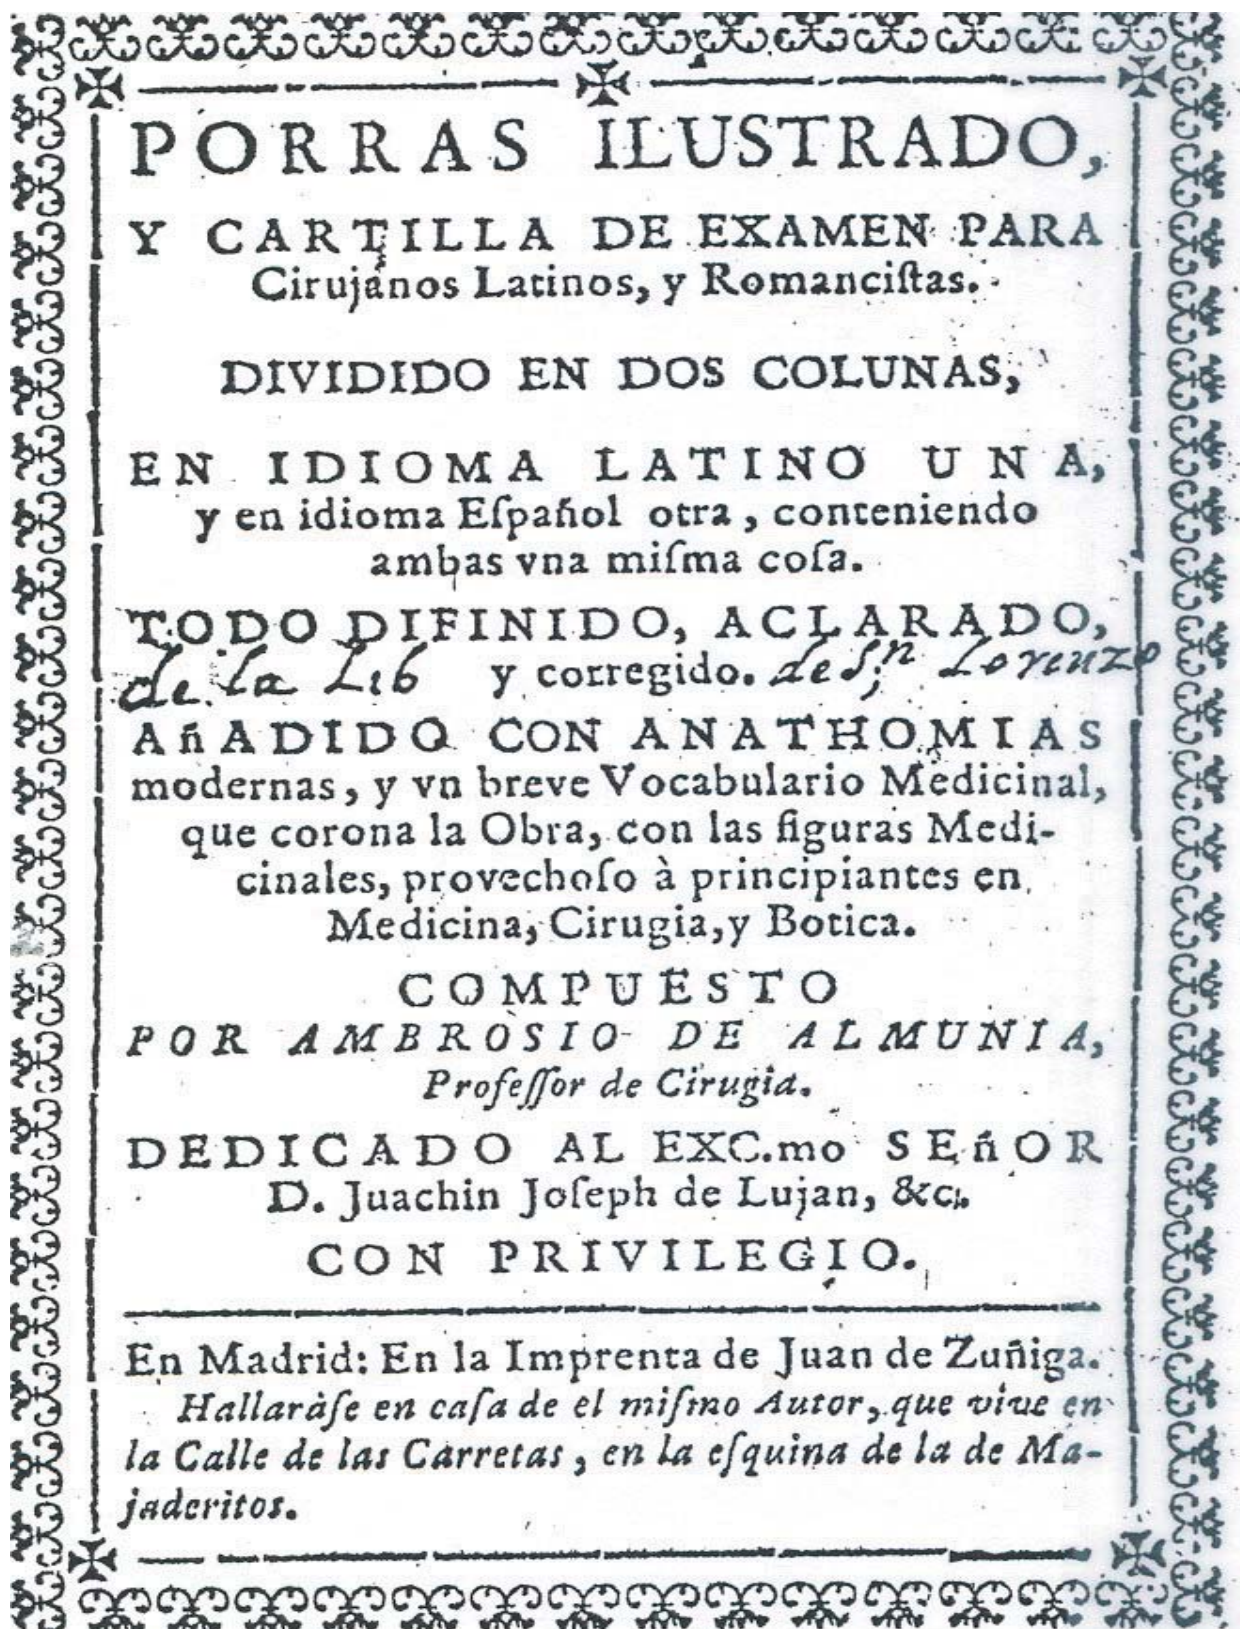 PORRAS ILUSTRADO,
Y CARTILLA DE EXAMEN PARA
Cirujanos Latinos, y Romanciſtas.
DIVIDIDO EN DOS COLUNAS,
EN IDIOMA LATINO UNA,
y en idioma Eſpañol otra, conteniendo
ambas vna miſma coſa.
TODO DIFINIDO, ACLARADO,
de la Lib y corregido. de S.n Lorenzo
AñADIDO CON ANATHOMIAS
modernas, y vn breve Vocabulario Medicinal,
que corona la Obra, con las figuras Medi-
cinales, provechoſo à principiantes en
Medicina, Cirugia, y Botica.
COMPUESTO
POR AMBROSIO DE ALMUNIA,
Profeſſor de Cirugia.
DEDICADO AL EXC.mo SEñOR
D. Juachin Joſeph de Lujan, &c.
CON PRIVILEGIO.
En Madrid: En la Imprenta de Juan de Zuñiga.
Hallaràſe en caſa de el miſmo Autor, que vive en
la Calle de las Carretas, en la eſquina de la de Ma-
jaderitos.